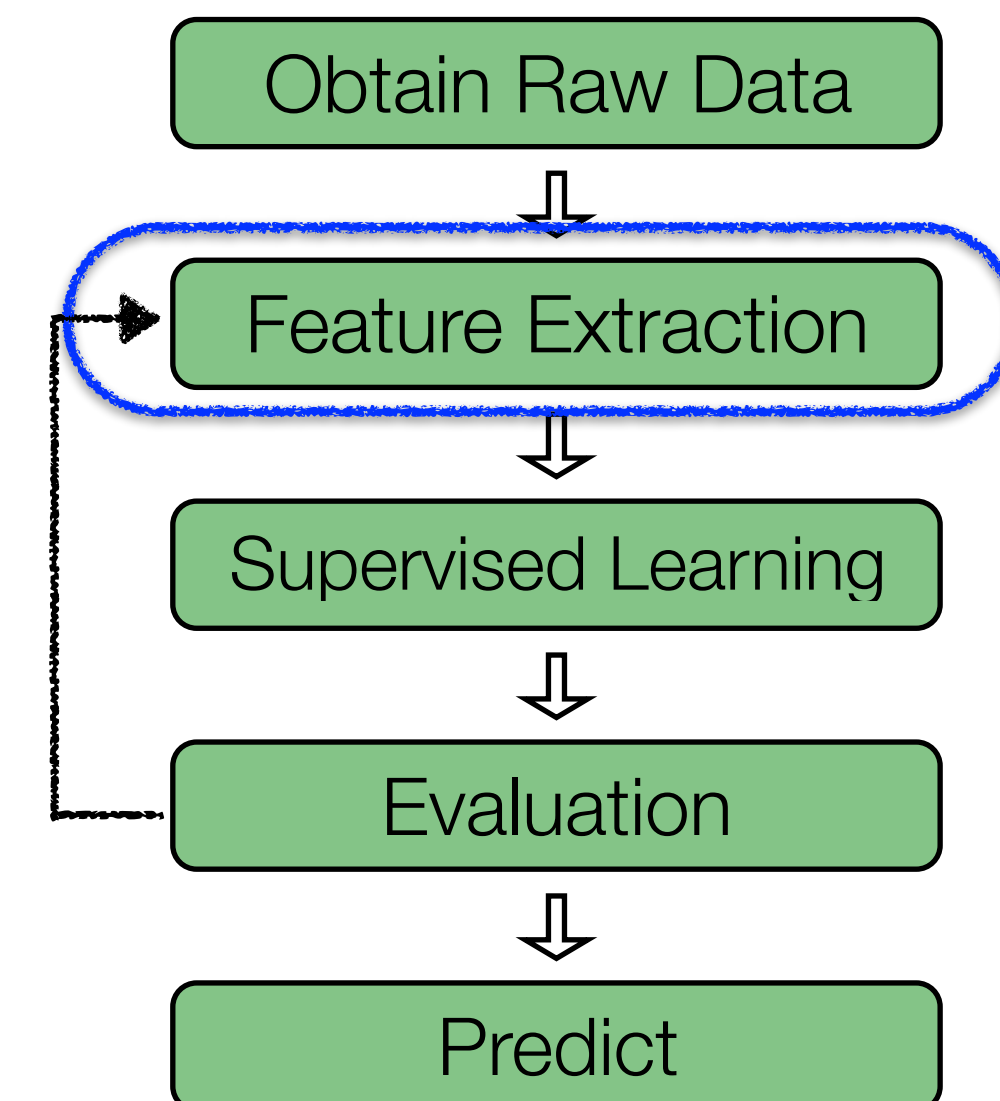 Obtain Raw Data
Feature Extraction
Supervised Learning
Evaluation
Predict